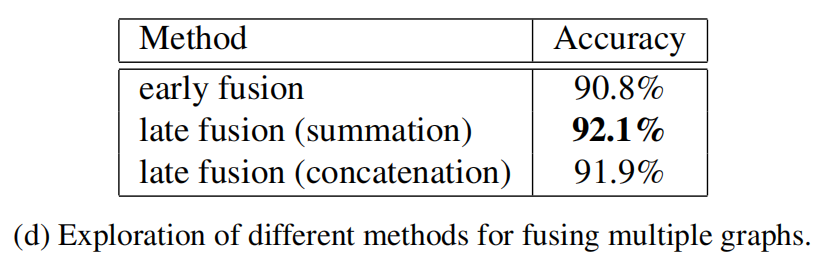 Method Accuracy
early fusion 90.8%
late fusion (summation) 92.1%
late fusion (concatenation) 91.9%
(d) Exploration of different methods for fusing multiple graphs.